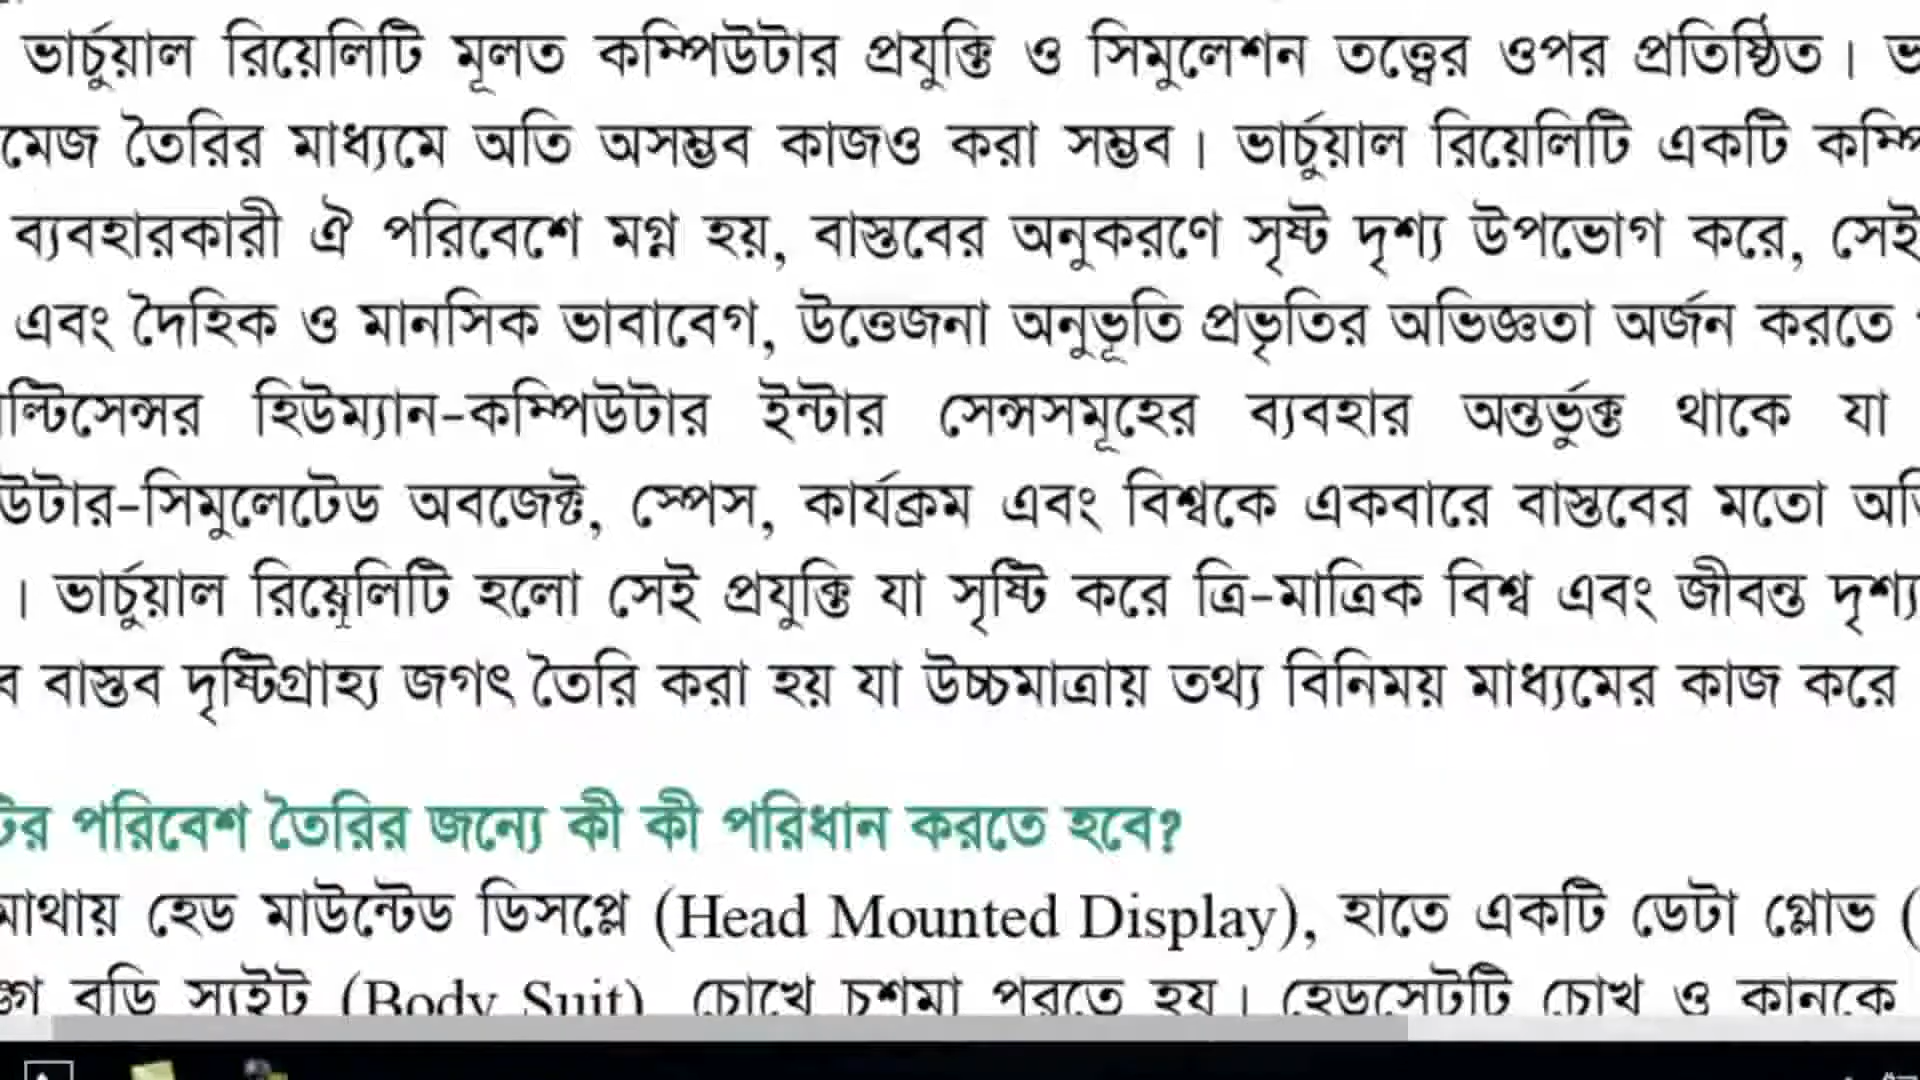 ভার্চুয়াল রিয়েলিটি মূলত কম্পিউটার প্রযুক্তি ও সিমুলেশন তত্ত্বের ওপর প্রতিষ্ঠিত।
মেজ তৈরির মাধ্যমে অতি অসম্ভব কাজও করা সম্ভব। ভার্চুয়াল রিয়েলিটি একটি কম্পি
ব্যবহারকারী ঐ পরিবেশে মগ্ন হয়, বাস্তবের অনুকরণে সৃষ্ট দৃশ্য উপভোগ করে, সেই
এবং দৈহিক ও মানসিক ভাবাবেগ, উত্তেজনা অনুভূতি প্রভৃতির অভিজ্ঞতা অর্জন করতে
ল্টিসেন্সর হিউম্যান-কম্পিউটার ইন্টার সেন্সসমূহের ব্যবহার অন্তর্ভুক্ত থাকে যা
উটার-সিমুলেটেড অবজেক্ট, স্পেস, কার্যক্রম এবং বিশ্বকে একবারে বাস্তবের মতো
। ভার্চুয়াল রিয়েলিটি হলো সেই প্রযুক্তি যা সৃষ্টি করে ত্রি-মাত্রিক বিশ্ব এবং জীবন্ত দৃশ্য
ব বাস্তব দৃষ্টিগ্রাহ্য জগৎ তৈরি করা হয় যা উচ্চমাত্রায় তথ্য বিনিময় মাধ্যমের কাজ করে
টির পরিবেশ তৈরির জন্যে কী কী পরিধান করতে হবে?
মাথায় হেড মাউন্টেড ডিসপ্লে (Head Mounted Display), হাতে একটি ডেটা গ্লোভ (
বডি স্যুইট (Body Suit), চোখে চশমা পরতে হয়। হেডসেটটি চোখ ও কানকে